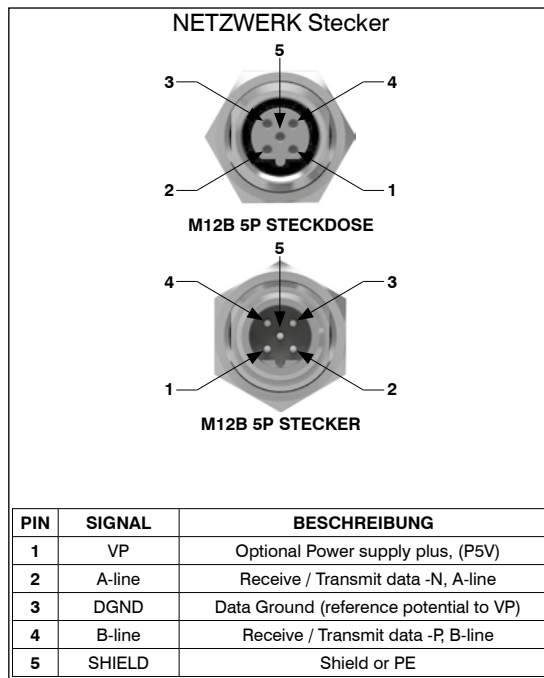 NETZWERK Stecker
5
3 4
2 1
M12B 5P STECKDOSE
5
4 3
1 2
M12B 5P STECKER
PIN SIGNAL BESCHREIBUNG
1 VP Optional Power supply plus, (P5V)
2 A-line Receive / Transmit data -N, A-line
3 DGND Data Ground (reference potential to VP)
4 B-line Receive / Transmit data -P, B-line
5 SHIELD Shield or PE